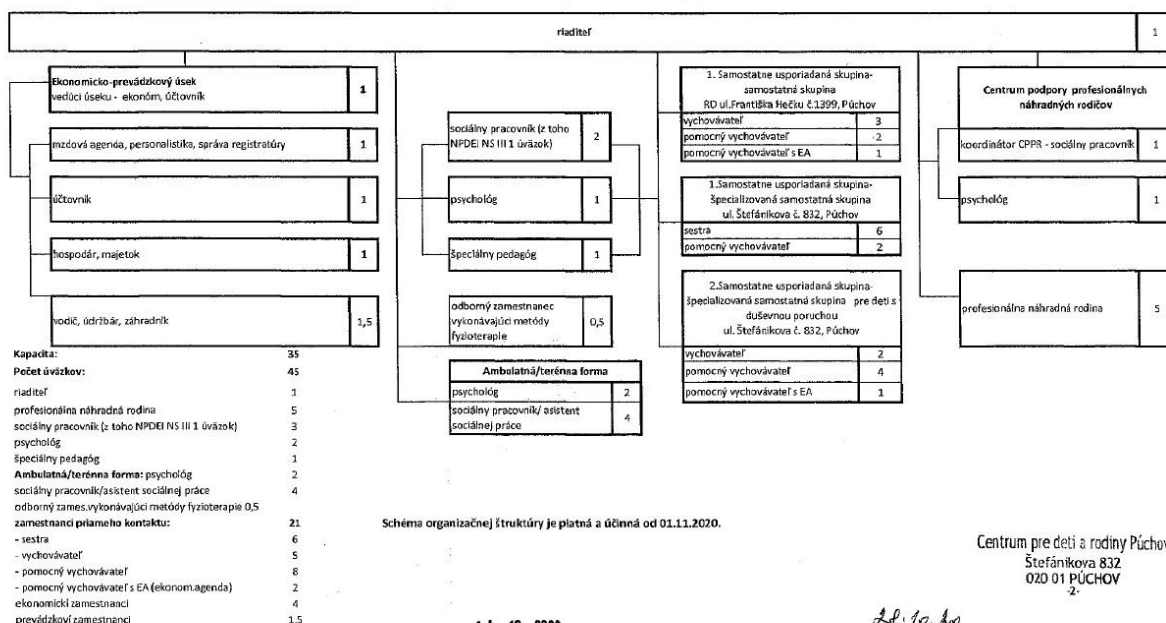 riaditeľ 1
Ekonomicko-prevádzkový úsek
vedúci úseku - ekonóm, účtovník 1
mzdová agenda, personalistika, správa registratúry 1
účtovník 1
hospodár, majetok 1
vodič, údržbár, záhradník 1,5
sociálny pracovník (z toho
NPDEI NS III 1 úväzok) 2
psychológ 1
špeciálny pedagóg 1
odborný zamestnanec
vykonávajúci metódy
fyzioterapie 0,5
Ambulatná/terénna forma
psychológ 2
sociálny pracovník/ asistent
sociálnej práce 4
1. Samostatne usporiadaná skupina-
samostatná skupina
RD ul.Františka Hečku č.1399, Púchov
vychovávateľ 3
pomocný vychovávateľ 2
pomocný vychovávateľ s EA 1
1.Samostatne usporiadaná skupina-
špecializovaná samostatná skupina
ul. Štefánikova č. 832, Púchov
sestra 6
pomocný vychovávateľ 2
2.Samostatne usporiadaná skupina-
špecializovaná samostatná skupina pre deti s
duševnou poruchou
ul. Štefánikova č. 832, Púchov
vychovávateľ 2
pomocný vychovávateľ 4
pomocný vychovávateľ s EA 1
Centrum podpory profesionálnych
náhradných rodičov
koordinátor CPPR - sociálny pracovník 1
psychológ 1
profesionálna náhradná rodina 5
Kapacita: 35
Počet úväzkov: 45
riaditeľ 1
profesionálna náhradná rodina 5
sociálny pracovník (z toho NPDEI NS III 1 úväzok) 3
psychológ 2
špeciálny pedagóg 1
Ambulatná/terénna forma: psychológ 2
sociálny pracovník/asistent sociálnej práce 4
odborný zames.vykonávajúci metódy fyzioterapie 0,5
zamestnanci priameho kontaktu: 21
- sestra 6
- vychovávateľ 5
- pomocný vychovávateľ 8
- pomocný vychovávateľ s EA (ekonom.agenda) 2
ekonomickí zamestnanci 4
prevádzkoví zamestnanci 1,5
Schéma organizačnej štruktúry je platná a účinná od 01.11.2020.
Centrum pre deti a rodiny Púchov
Štefánikova 832
020 01 PÚCHOV
-2-